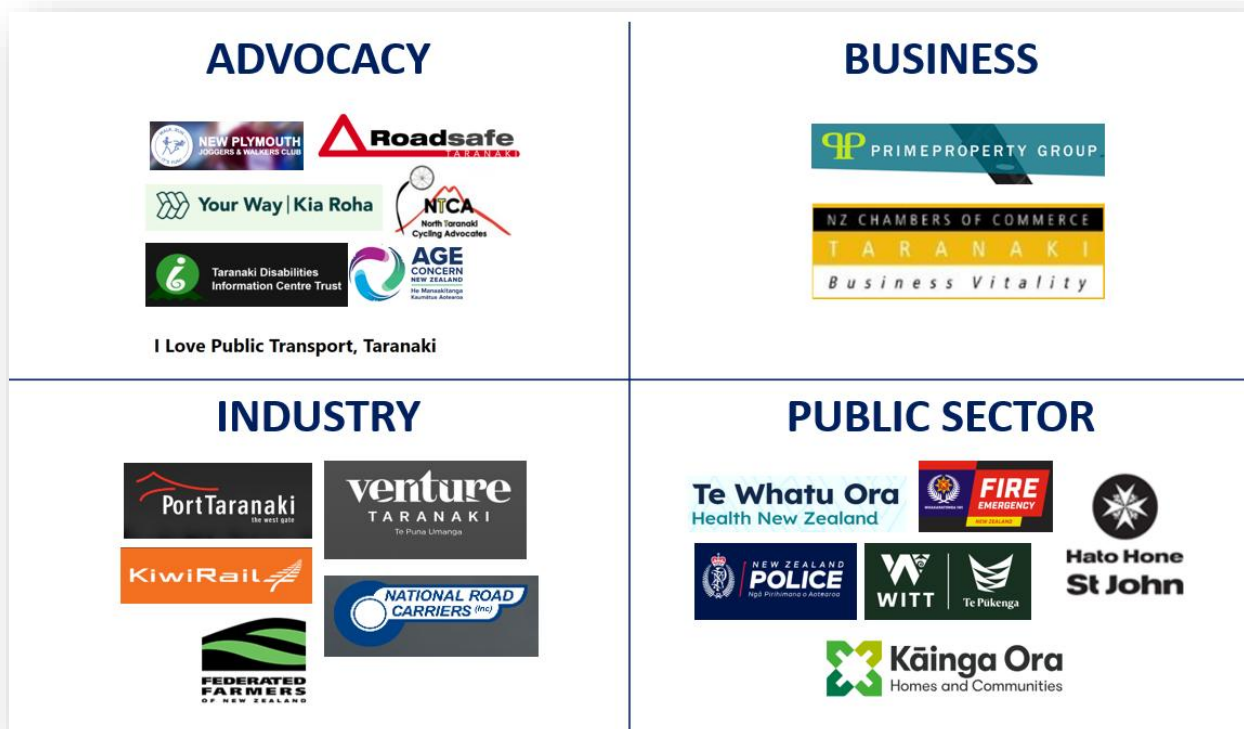 ADVOCACY
NEW PLYMOUTH
JOGGERS & WALKERS CLUB
Roadsafe
TARANAKI
Your Way | Kia Roha
NTCA
North Taranaki
Cycling Advocates
Taranaki Disabilities
Information Centre Trust
AGE
CONCERN
NEW ZEALAND
He Manaakitanga
Kaumātua Aotearoa
I Love Public Transport, Taranaki
BUSINESS
PRIMEPROPERTY GROUP
NZ CHAMBERS OF COMMERCE
TARANAKI
Business Vitality
INDUSTRY
PortTaranaki
the west gate
venture
TARANAKI
Te Puna Umanga
KiwiRail
NATIONAL ROAD
CARRIERS (Inc)
FEDERATED
FARMERS
OF NEW ZEALAND
PUBLIC SECTOR
Te Whatu Ora
Health New Zealand
FIRE
EMERGENCY
NEW ZEALAND
Hato Hone
St John
NEW ZEALAND
POLICE
Ngā Pirihimana o Aotearoa
WITT
Te Pūkenga
Kāinga Ora
Homes and Communities